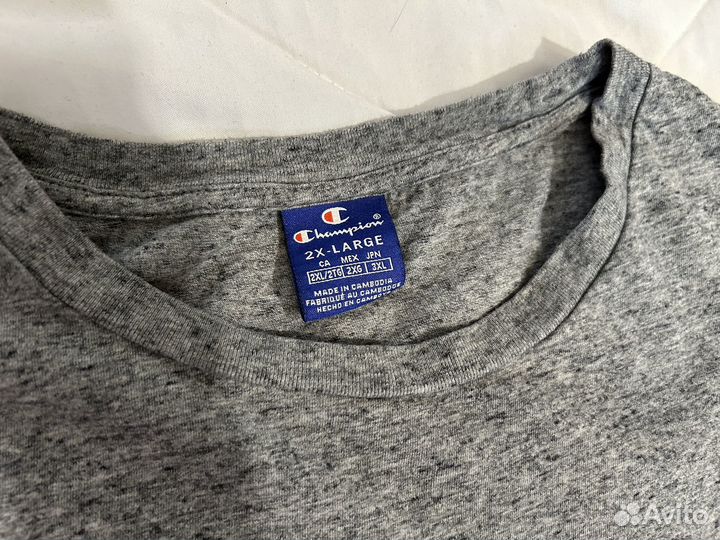 Champion®
2X-LARGE
CA MEX JPN
2XL/2TG 2XG 3XL
MADE IN CAMBODIA
FABRIQUÉ AU CAMBODGE
HECHO EN CAMBOYA
Avito